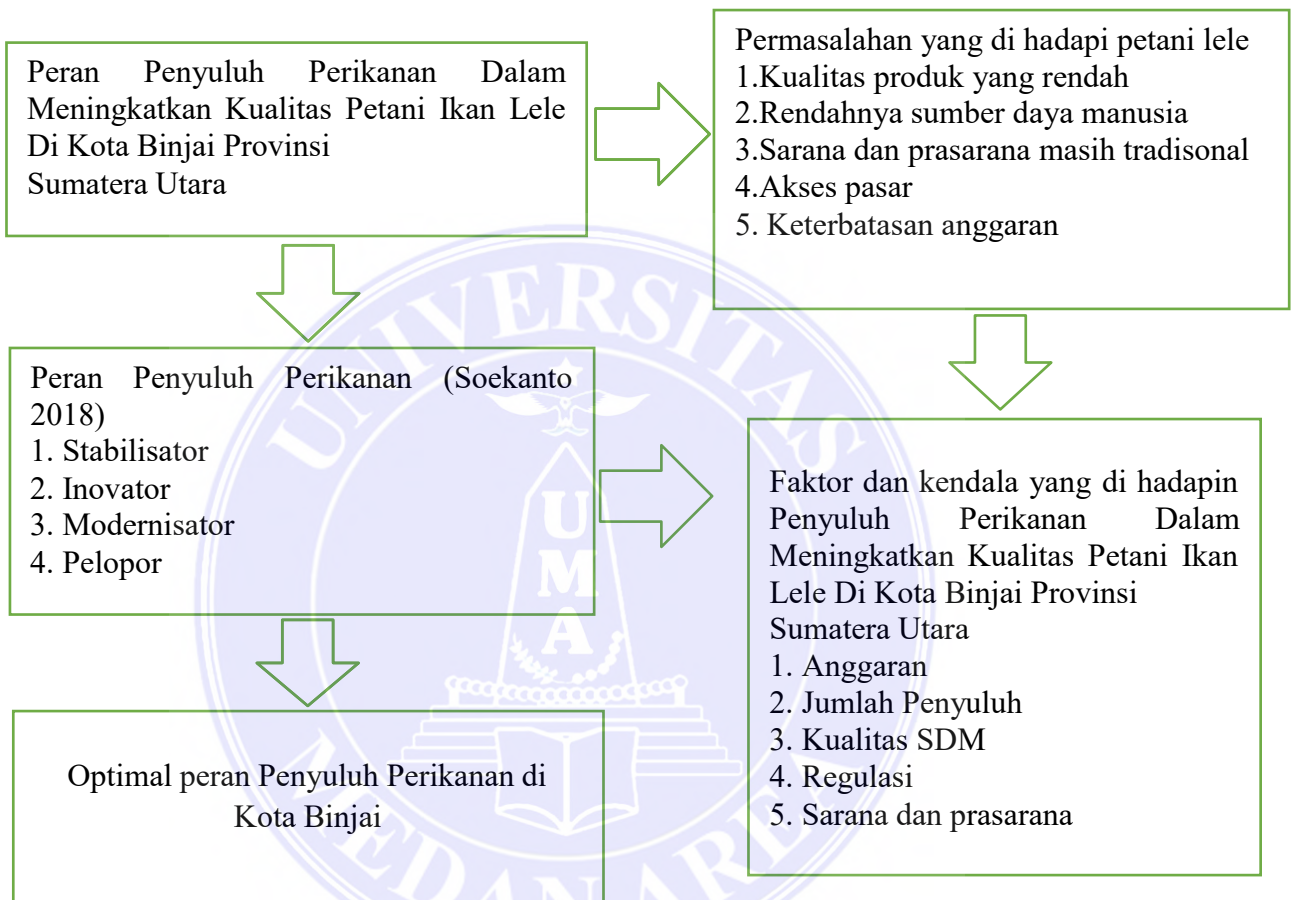 Peran Penyuluh Perikanan Dalam
Meningkatkan Kualitas Petani Ikan Lele
Di Kota Binjai Provinsi
Sumatera Utara
Permasalahan yang di hadapi petani lele
1.Kualitas produk yang rendah
2.Rendahnya sumber daya manusia
3.Sarana dan prasarana masih tradisonal
4.Akses pasar
5. Keterbatasan anggaran
Peran Penyuluh Perikanan (Soekanto
2018)
1. Stabilisator
2. Inovator
3. Modernisator
4. Pelopor
Faktor dan kendala yang di hadapin
Penyuluh Perikanan Dalam
Meningkatkan Kualitas Petani Ikan
Lele Di Kota Binjai Provinsi
Sumatera Utara
1. Anggaran
2. Jumlah Penyuluh
3. Kualitas SDM
4. Regulasi
5. Sarana dan prasarana
Optimal peran Penyuluh Perikanan di
Kota Binjai
UNIVERSITAS
MEDAN AREA
U
M
A